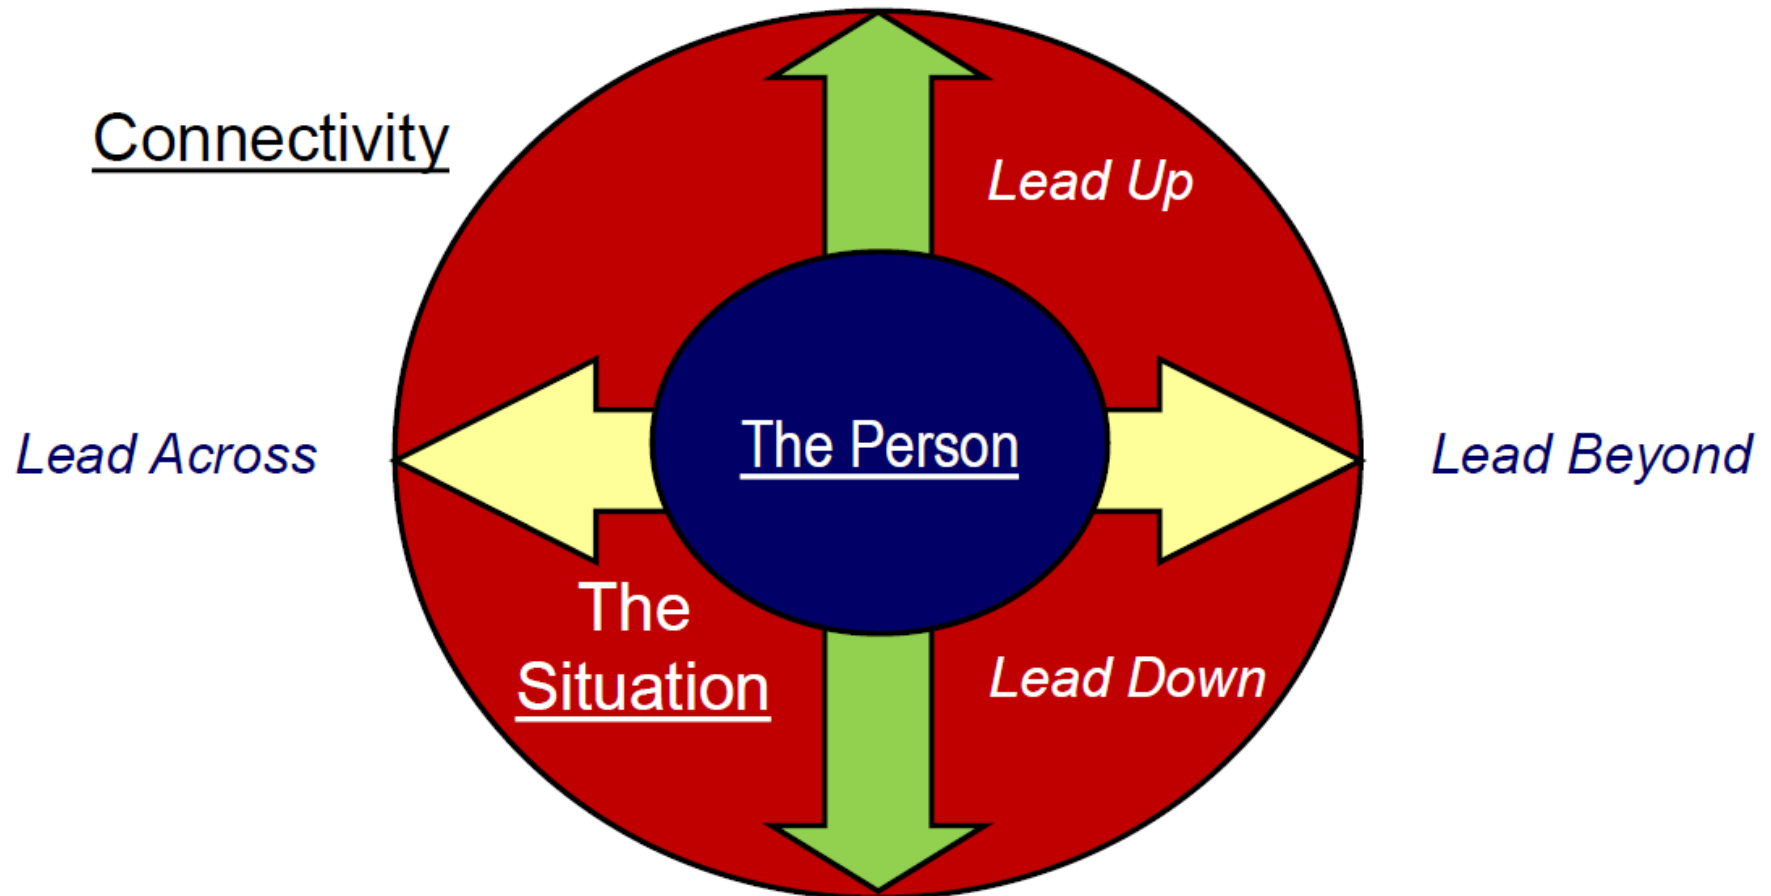 Connectivity
Lead Up
Lead Across
The Person
Lead Beyond
The
Situation
Lead Down